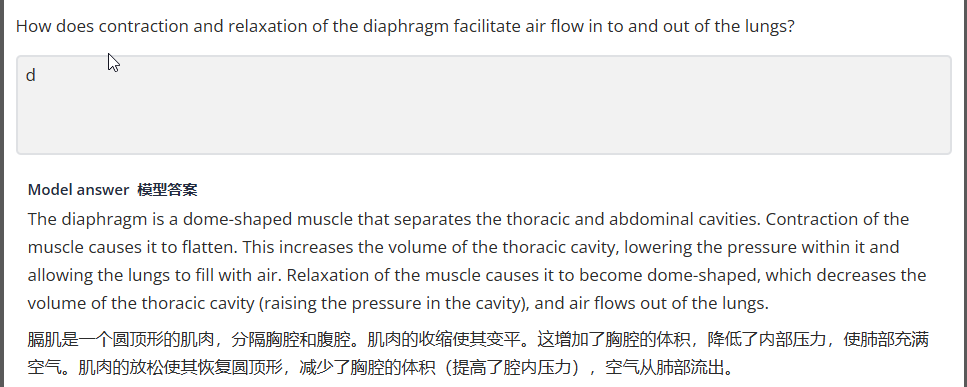 How does contraction and relaxation of the diaphragm facilitate air flow in to and out of the lungs?
d
Model answer 模型答案
The diaphragm is a dome-shaped muscle that separates the thoracic and abdominal cavities. Contraction of the
muscle causes it to flatten. This increases the volume of the thoracic cavity, lowering the pressure within it and
allowing the lungs to fill with air. Relaxation of the muscle causes it to become dome-shaped, which decreases the
volume of the thoracic cavity (raising the pressure in the cavity), and air flows out of the lungs.
膈肌是一个圆顶形的肌肉，分隔胸腔和腹腔。肌肉的收缩使其变平。这增加了胸腔的体积，降低了内部压力，使肺部充满
空气。肌肉的放松使其恢复圆顶形，减少了胸腔的体积（提高了腔内压力），空气从肺部流出。